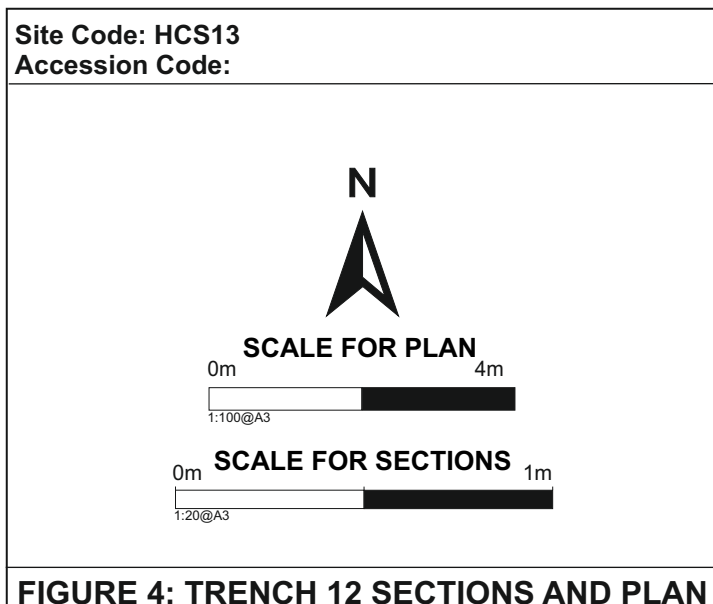 Site Code: HCS13
Accession Code:
N
SCALE FOR PLAN
0m 4m
1:100@A3
SCALE FOR SECTIONS
0m 1m
1:20@A3
FIGURE 4: TRENCH 12 SECTIONS AND PLAN